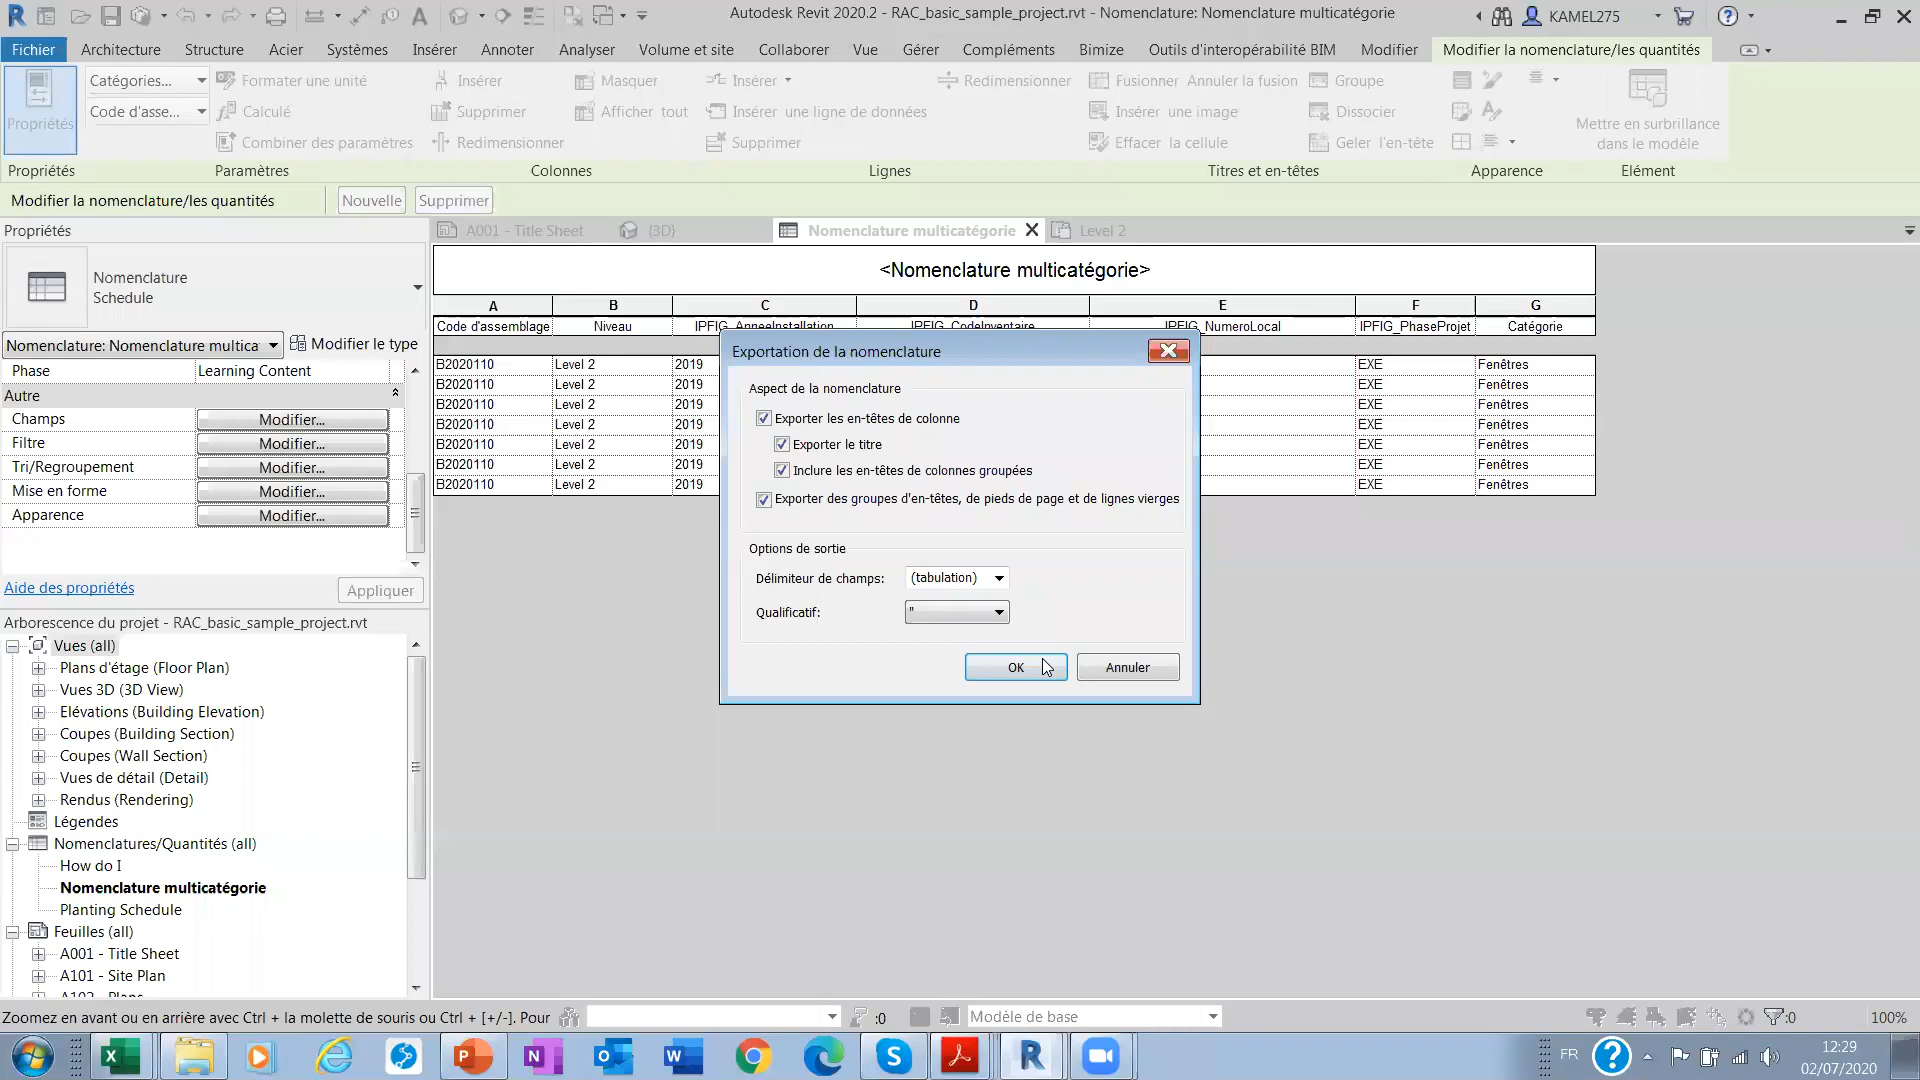 Autodesk Revit 2020.2 - RAC_basic_sample_project.rvt - Nomenclature: Nomenclature multicatégorie
KAMEL275
Fichier Architecture Structure Acier Systèmes Insérer Annoter Analyser Volume et site Collaborer Vue Gérer Compléments Bimize Outils d'interopérabilité BIM Modifier Modifier la nomenclature/les quantités
Catégories... Formater une unité Insérer Masquer Insérer Redimensionner Fusionner Annuler la fusion Groupe
Propriétés Code d'asse... Calculé Supprimer Afficher tout Insérer une ligne de données Insérer une image Dissocier Mettre en surbrillance
Combiner des paramètres Redimensionner Supprimer Effacer la cellule Geler l'en-tête dans le modèle
Propriétés Paramètres Colonnes Lignes Titres et en-têtes Apparence Elément
Modifier la nomenclature/les quantités Nouvelle Supprimer
Propriétés
Nomenclature
Schedule
Nomenclature: Nomenclature multica Modifier le type
Phase Learning Content
Autre
Champs Modifier...
Filtre Modifier...
Tri/Regroupement Modifier...
Mise en forme Modifier...
Apparence Modifier...
Aide des propriétés Appliquer
Arborescence du projet - RAC_basic_sample_project.rvt
Vues (all)
Plans d'étage (Floor Plan)
Vues 3D (3D View)
Elévations (Building Elevation)
Coupes (Building Section)
Coupes (Wall Section)
Vues de détail (Detail)
Rendus (Rendering)
Légendes
Nomenclatures/Quantités (all)
How do I
Nomenclature multicatégorie
Planting Schedule
Feuilles (all)
A001 - Title Sheet
A101 - Site Plan
A001 - Title Sheet {3D} Nomenclature multicatégorie Level 2
<Nomenclature multicatégorie>
A B C D E F G
Code d'assemblage Niveau IPFIG_AnneeInstallation IPFIG_CodeInventaire IPFIG_NumeroLocal IPFIG_PhaseProjet Catégorie
B2020110 Level 2 2019 EXE Fenêtres
B2020110 Level 2 2019 EXE Fenêtres
B2020110 Level 2 2019 EXE Fenêtres
B2020110 Level 2 2019 EXE Fenêtres
B2020110 Level 2 2019 EXE Fenêtres
B2020110 Level 2 2019 EXE Fenêtres
B2020110 Level 2 2019 EXE Fenêtres
Exportation de la nomenclature
Aspect de la nomenclature
Exporter les en-têtes de colonne
Exporter le titre
Inclure les en-têtes de colonnes groupées
Exporter des groupes d'en-têtes, de pieds de page et de lignes vierges
Options de sortie
Délimiteur de champs: (tabulation)
Qualificatif: "
OK Annuler
Zoomez en avant ou en arrière avec Ctrl + la molette de souris ou Ctrl + [+/-]. Pour :0 Modèle de base :0 100%
FR 12:29
02/07/2020